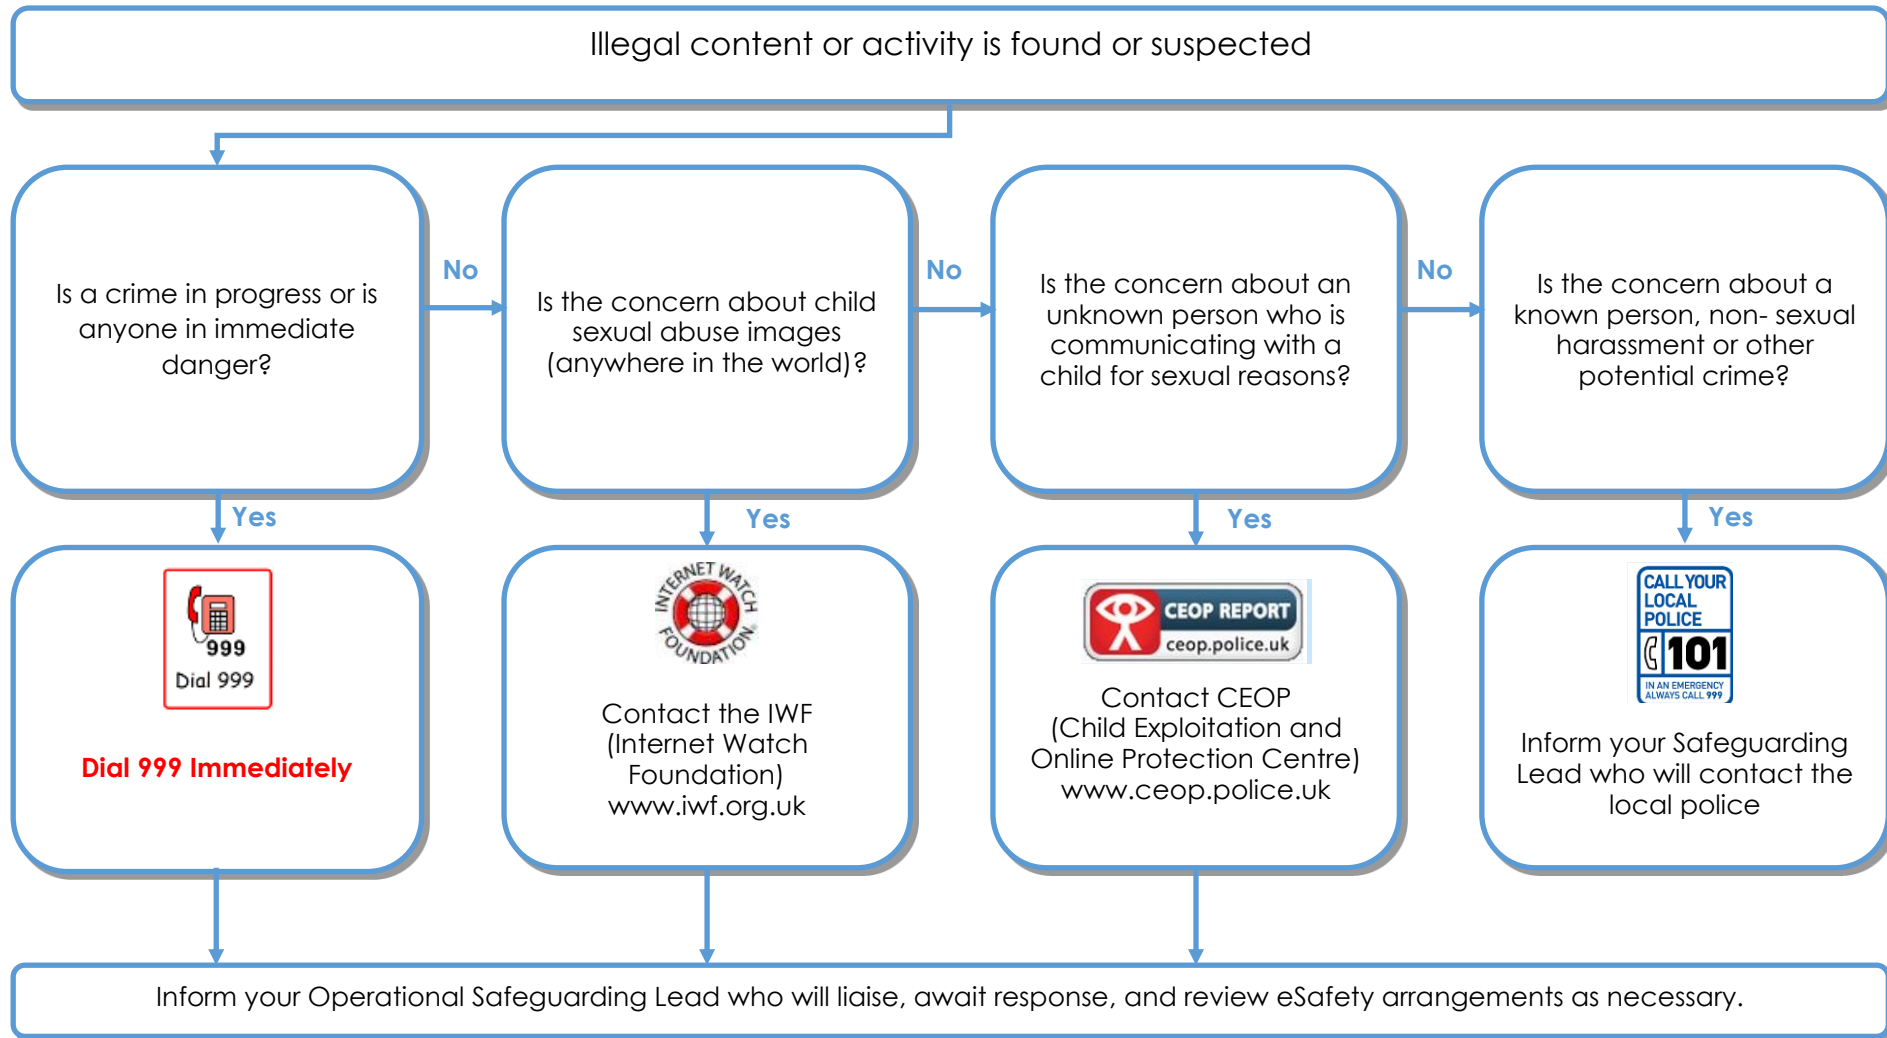 Illegal content or activity is found or suspected
Is a crime in progress or is
anyone in immediate
danger?
No
Is the concern about child
sexual abuse images
(anywhere in the world)?
No
Is the concern about an
unknown person who is
communicating with a
child for sexual reasons?
No
Is the concern about a
known person, non- sexual
harassment or other
potential crime?
Yes
Yes
Yes
Yes
999
Dial 999
Dial 999 Immediately
INTERNET WATCH
FOUNDATION
Contact the IWF
(Internet Watch
Foundation)
www.iwf.org.uk
CEOP REPORT
ceop.police.uk
Contact CEOP
(Child Exploitation and
Online Protection Centre)
www.ceop.police.uk
CALL YOUR
LOCAL
POLICE
101
IN AN EMERGENCY
ALWAYS CALL 999
Inform your Safeguarding
Lead who will contact the
local police
Inform your Operational Safeguarding Lead who will liaise, await response, and review eSafety arrangements as necessary.